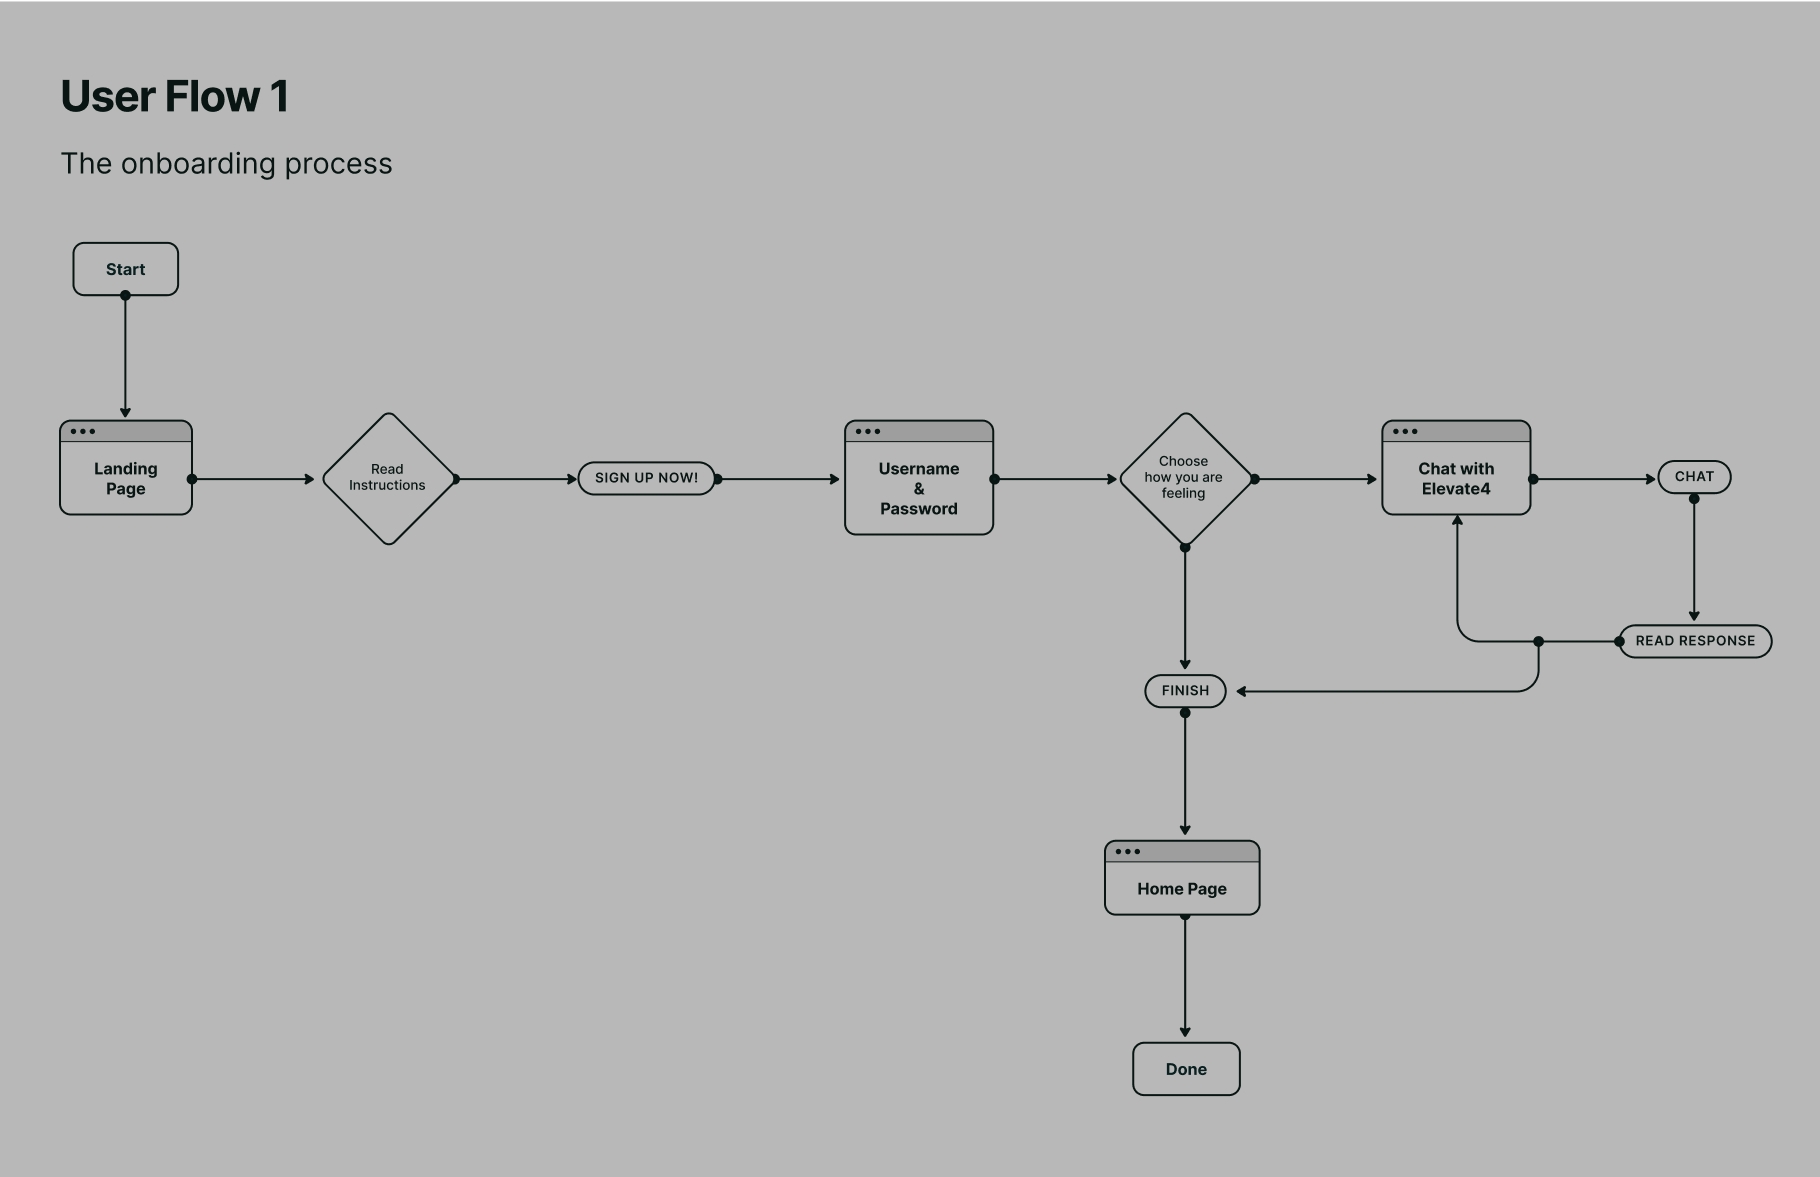 User Flow 1
The onboarding process
Start
Landing
Page
Read
Instructions
SIGN UP NOW!
Username
&
Password
Choose
how you are
feeling
Chat with
Elevate4
CHAT
READ RESPONSE
FINISH
Home Page
Done